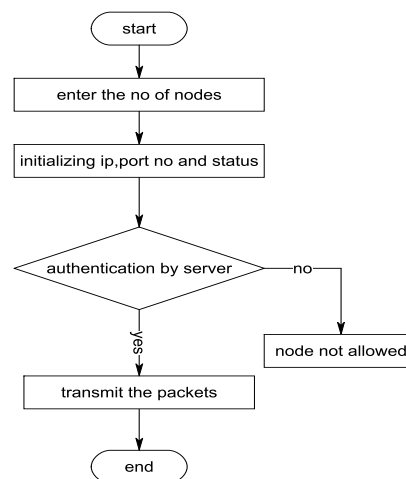 start
enter the no of nodes
initializing ip,port no and status
authentication by server
no
yes
node not allowed
transmit the packets
end